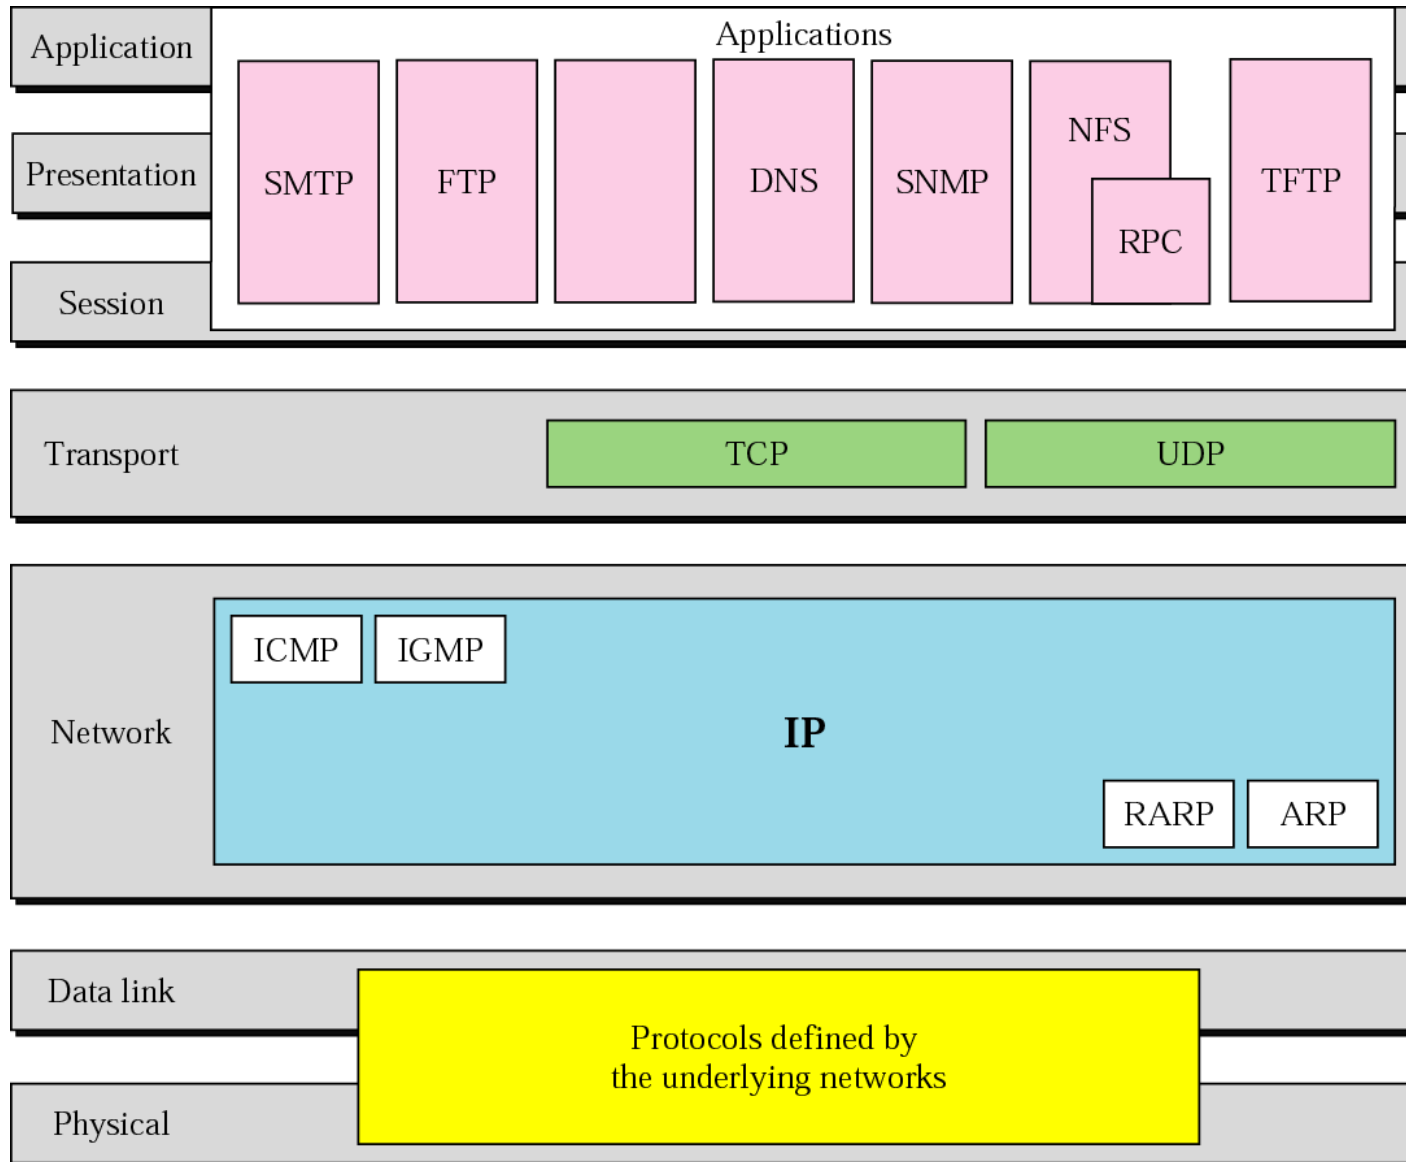 Application
Applications
Presentation
SMTP
FTP
DNS
SNMP
NFS
RPC
TFTP
Session
Transport
TCP
UDP
Network
ICMP
IGMP
IP
RARP
ARP
Data link
Protocols defined by
the underlying networks
Physical